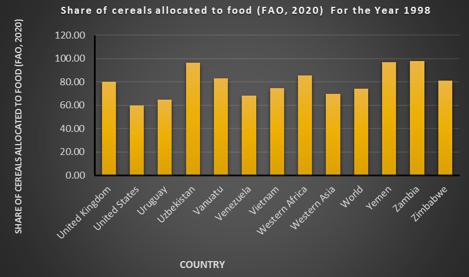 Share of cereals allocated to food (FAO, 2020)  For the Year 1998
SHARE OF CEREALS ALLOCATED TO FOOD (FAO, 2020)
120.00
100.00
80.00
60.00
40.00
20.00
0.00
United Kingdom
United States
Uruguay
Uzbekistan
Vanuatu
Venezuela
Vietnam
Western Africa
Western Asia
World
Yemen
Zambia
Zimbabwe
COUNTRY